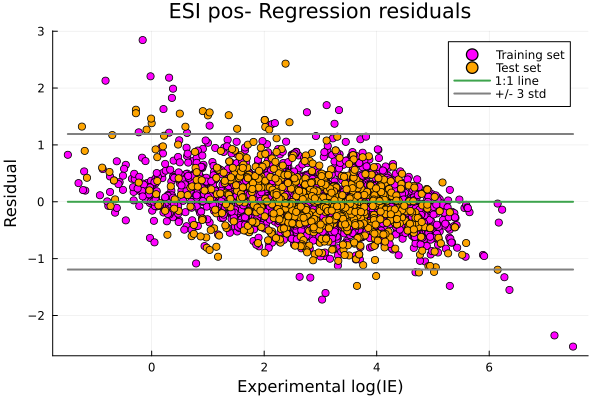 ESI pos- Regression residuals
Training set
Test set
1:1 line
+/- 3 std
3
2
1
0
−1
−2
Residual
0
2
4
6
Experimental log(IE)